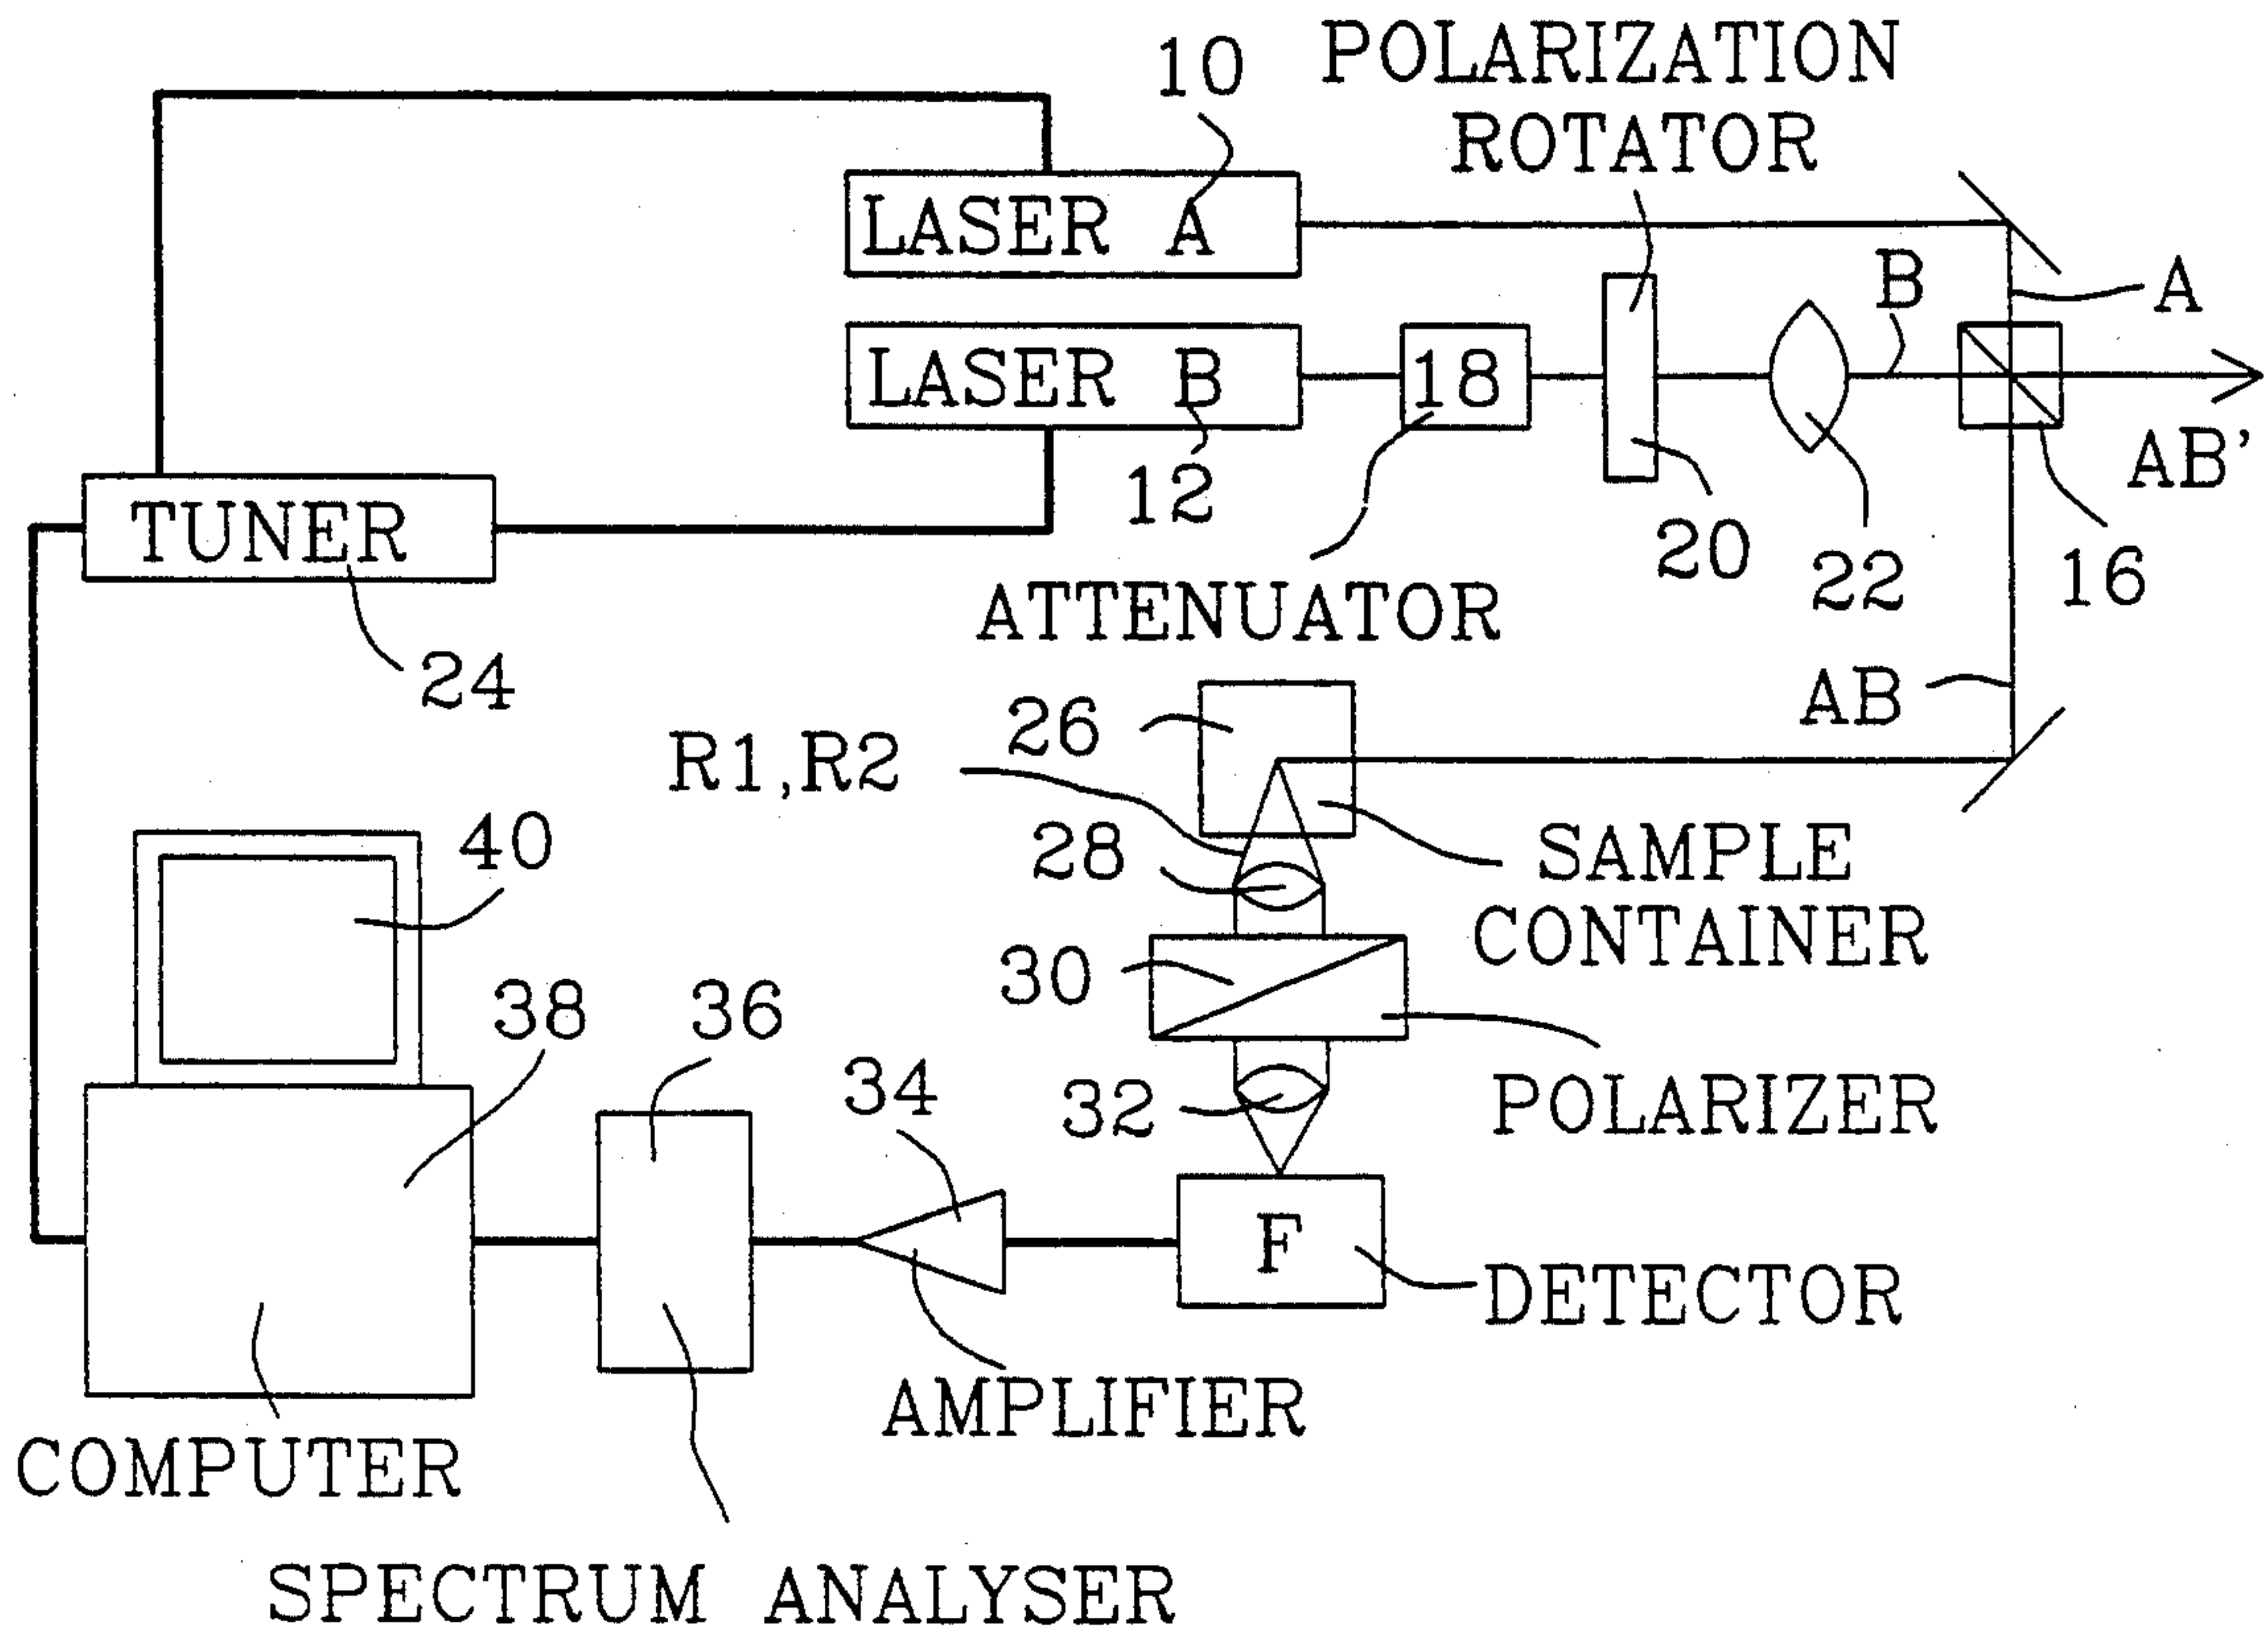 10
POLARIZATION
ROTATOR
LASER A
B
A
LASER B
18
AB'
12
TUNER
20
22
16
ATTENUATOR
24
26
AB
R1,R2
28
SAMPLE
CONTAINER
40
30
38
36
34
32
POLARIZER
F
DETECTOR
AMPLIFIER
COMPUTER
SPECTRUM ANALYSER